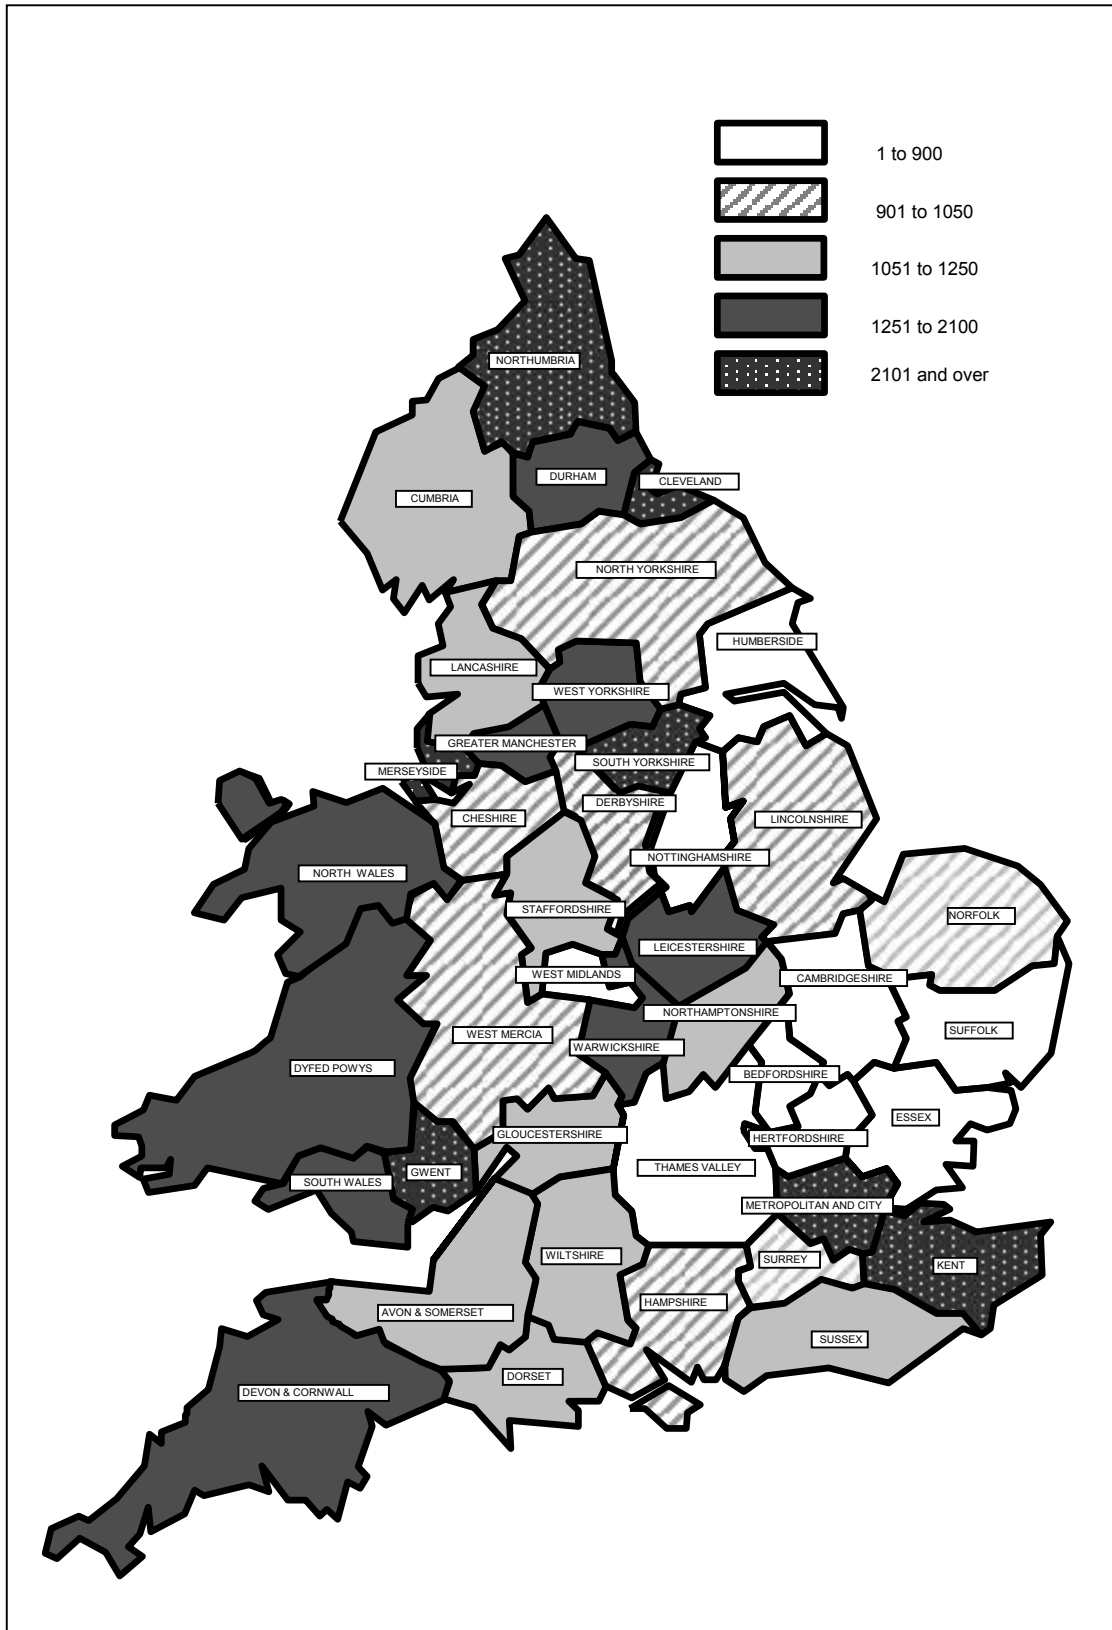 1 to 900
901 to 1050
1051 to 1250
1251 to 2100
2101 and over
NORTHUMBRIA
DURHAM
CLEVELAND
CUMBRIA
NORTH YORKSHIRE
HUMBERSIDE
LANCASHIRE
WEST YORKSHIRE
GREATER MANCHESTER
SOUTH YORKSHIRE
MERSEYSIDE
DERBYSHIRE
CHESHIRE
LINCOLNSHIRE
NOTTINGHAMSHIRE
NORTH WALES
STAFFORDSHIRE
NORFOLK
LEICESTERSHIRE
WEST MIDLANDS
CAMBRIDGESHIRE
NORTHAMPTONSHIRE
SUFFOLK
WEST MERCIA
WARWICKSHIRE
DYFED POWYS
BEDFORDSHIRE
ESSEX
GLOUCESTERSHIRE
HERTFORDSHIRE
THAMES VALLEY
GWENT
SOUTH WALES
METROPOLITAN AND CITY
WILTSHIRE
SURREY
KENT
HAMPSHIRE
AVON & SOMERSET
SUSSEX
DORSET
DEVON & CORNWALL